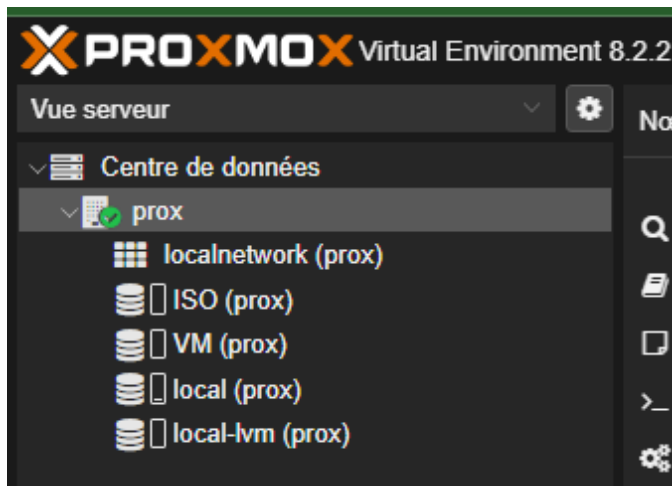 PROXMOX Virtual Environment 8.2.2
Vue serveur
Centre de données
prox
localnetwork (prox)
ISO (prox)
VM (prox)
local (prox)
local-lvm (prox)